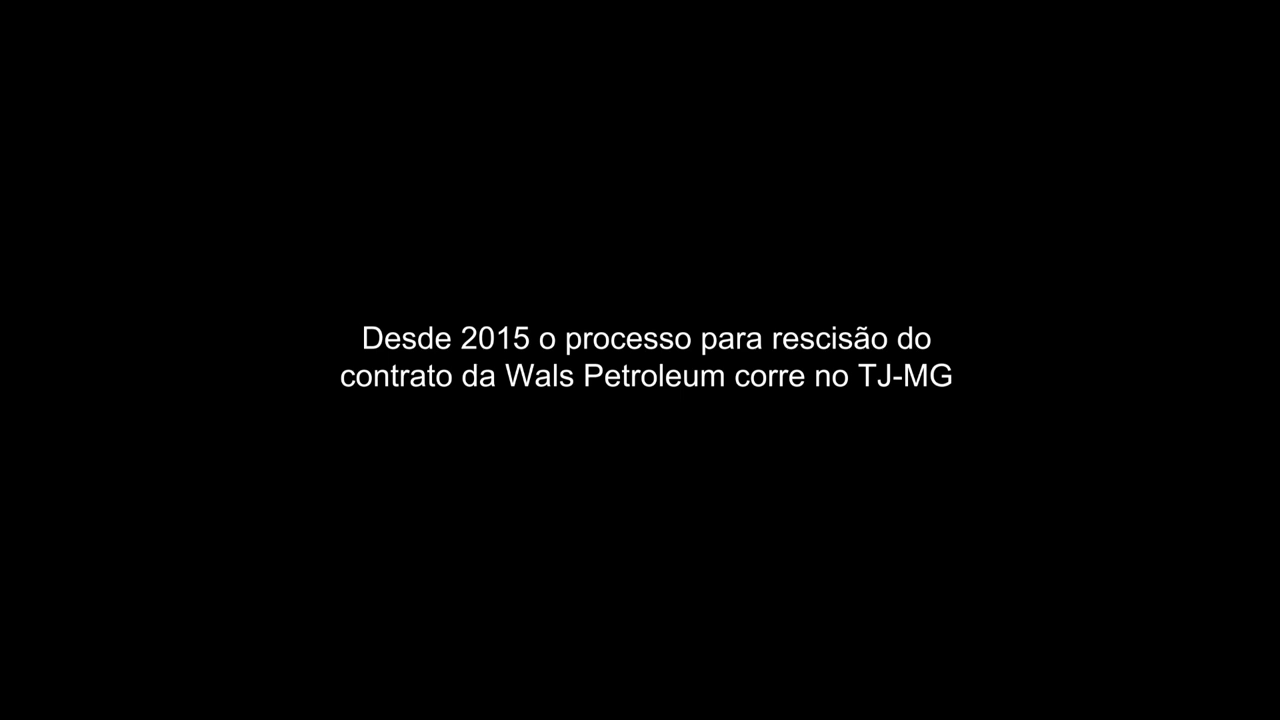 Desde 2015 o processo para rescisão do
contrato da Wals Petroleum corre no TJ-MG